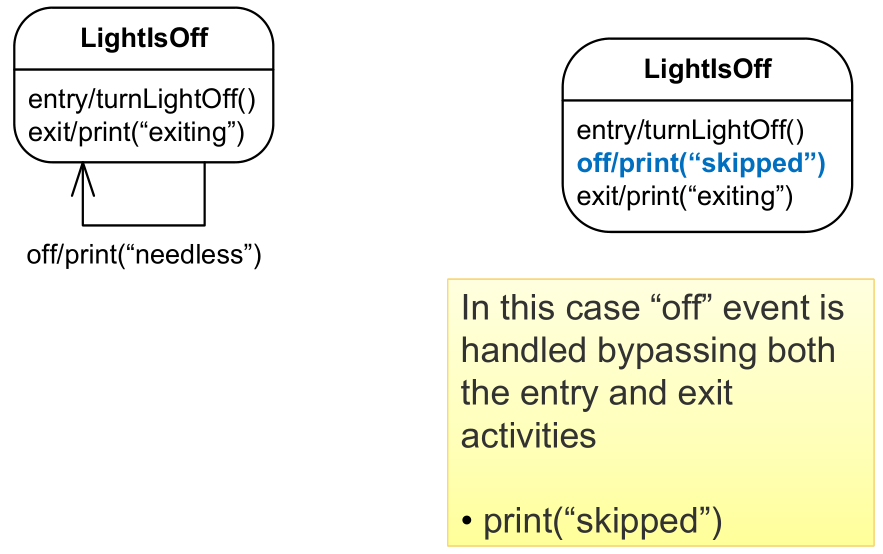 LightIsOff
entry/turnLightOff()
exit/print(“exiting”)
off/print(“needless”)
LightIsOff
entry/turnLightOff()
off/print(“skipped”)
exit/print(“exiting”)
In this case “off” event is
handled bypassing both
the entry and exit
activities
• print(“skipped”)